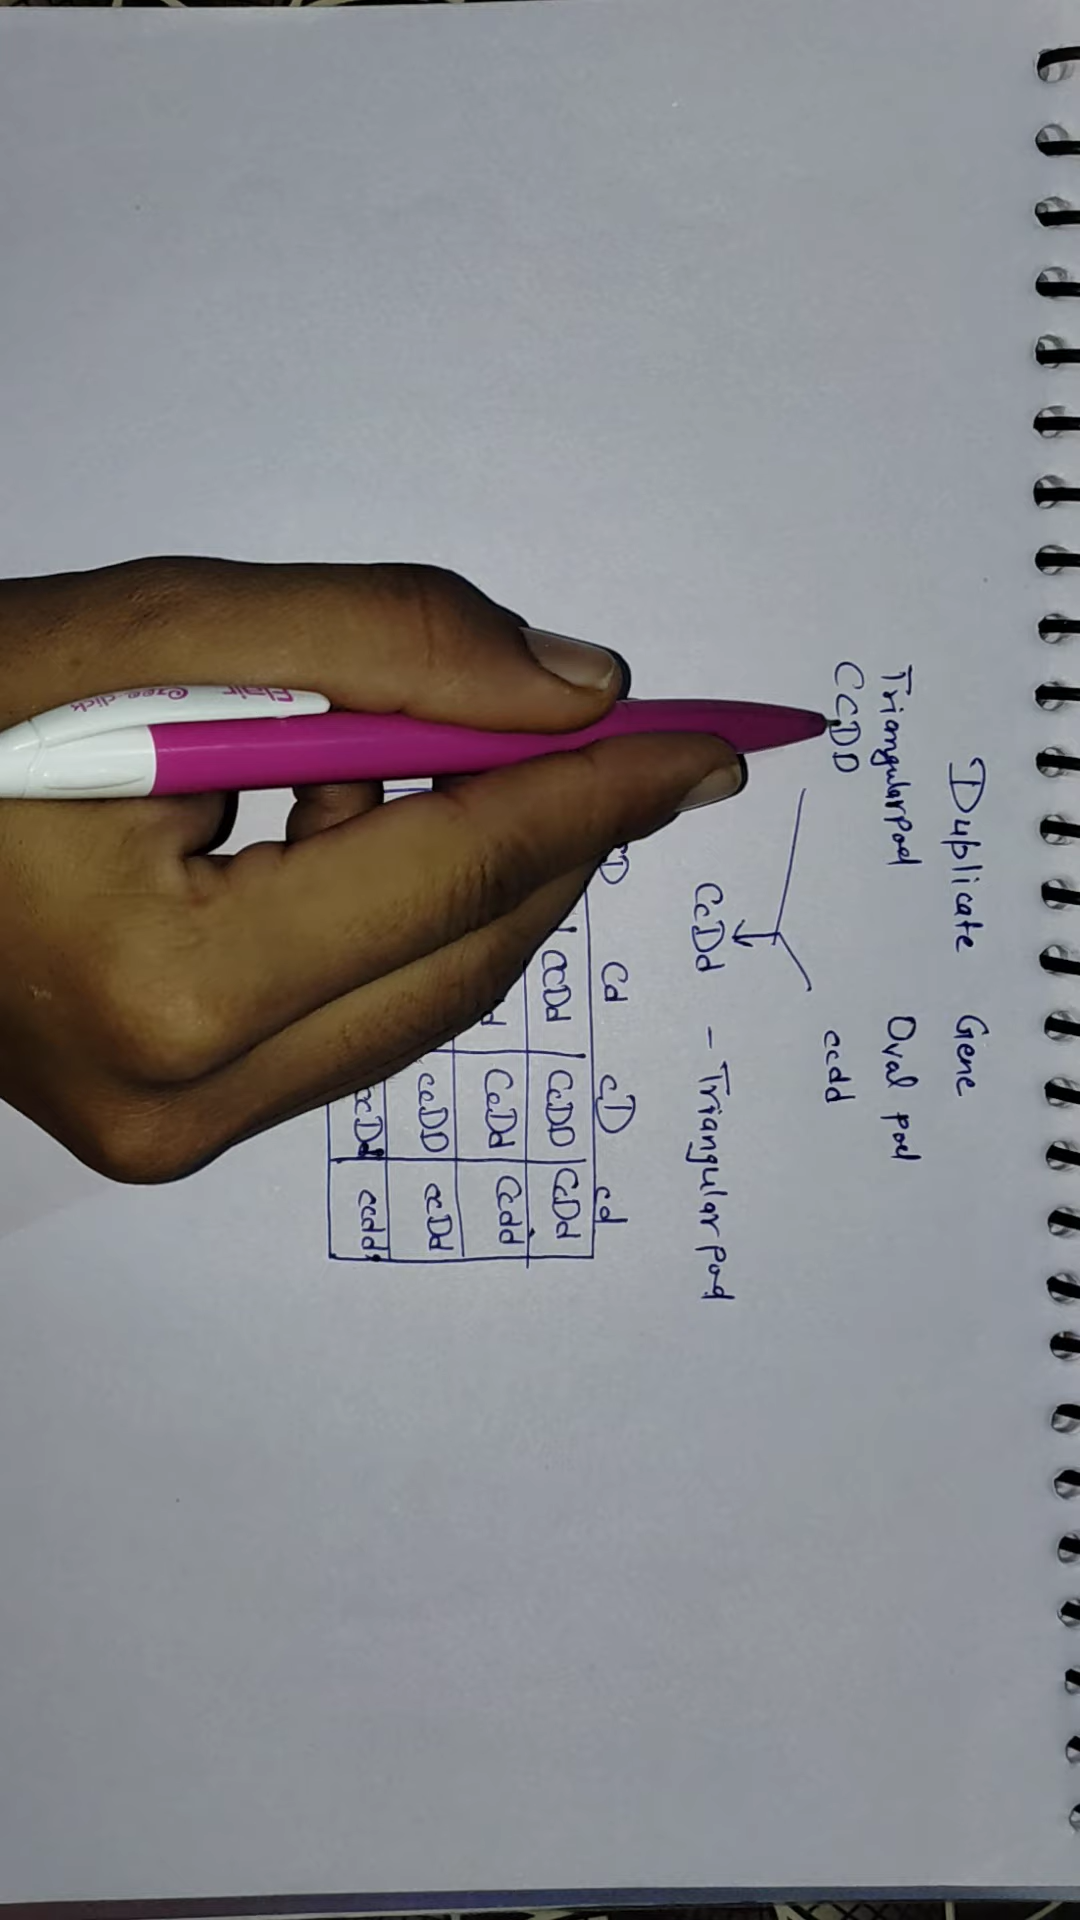 Duplicate Gene
Triangular Pod Oval pod
CCDD ccdd
CcDd - Triangular Pod
Cd cD cd
CCDd CcDD CcDd
CcDd Ccdd
ccDD ccDd
ccDd ccdd
Flair